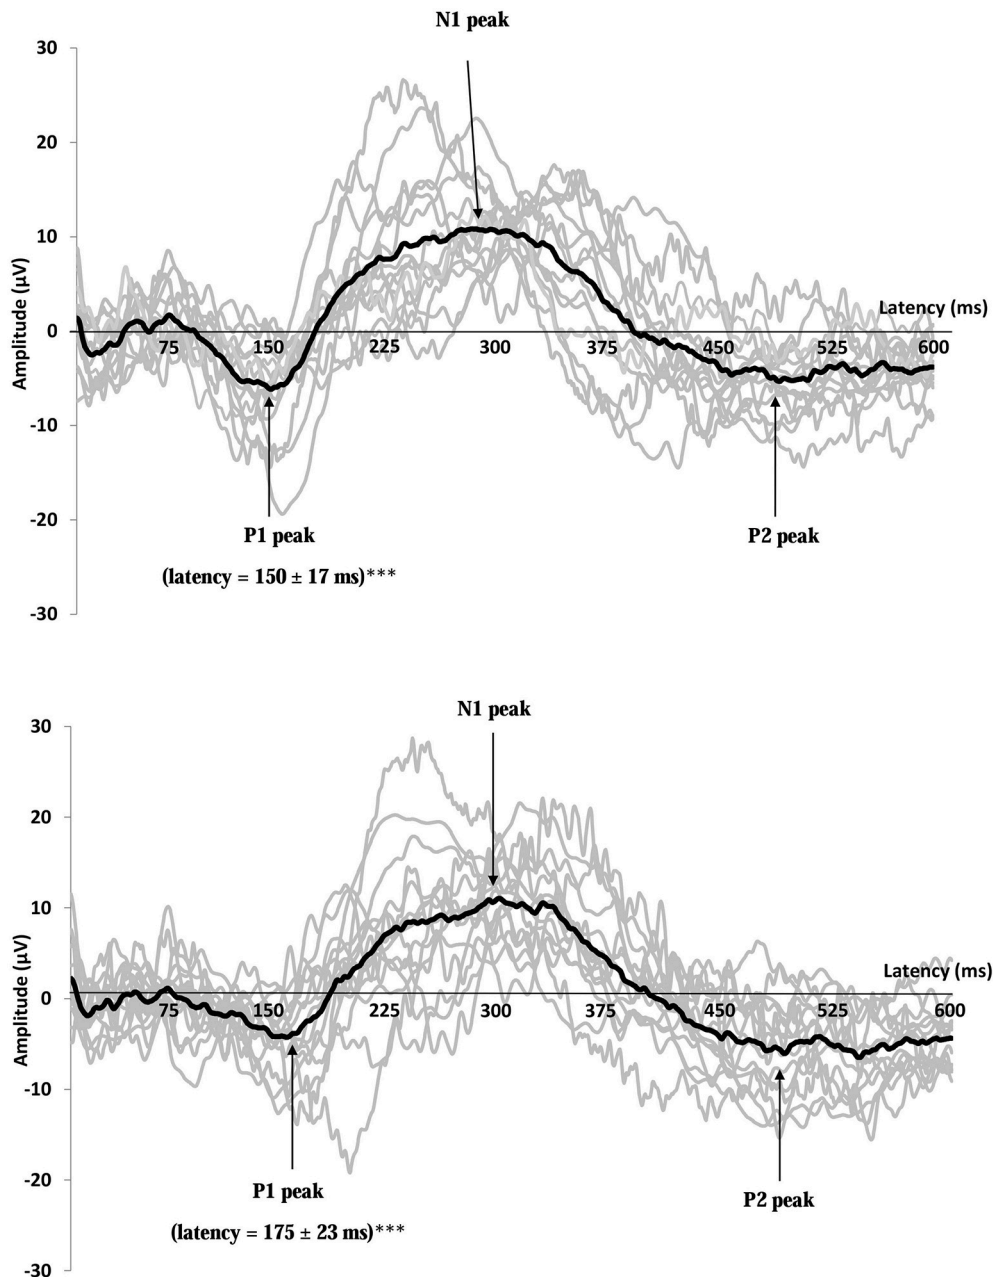 N1 peak
30
20
10
0
-10
-20
-30
Amplitude (µV)
Latency (ms)
75 150 225 300 375 450 525 600
P1 peak
(latency = 150 ± 17 ms)***
P2 peak
N1 peak
30
20
10
0
-10
-20
-30
Amplitude (µV)
Latency (ms)
75 150 225 300 375 450 525 600
P1 peak
(latency = 175 ± 23 ms)***
P2 peak